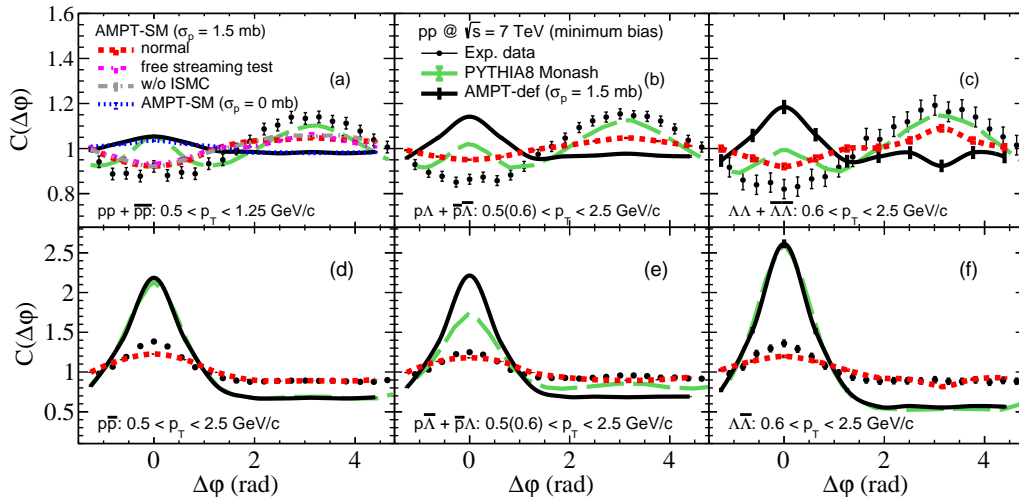 AMPT-SM (σp = 1.5 mb)
normal
free streaming test
w/o ISMC
AMPT-SM (σp = 0 mb)
(a)
pp + p̅p̅: 0.5 < pT < 1.25 GeV/c
pp @ √s = 7 TeV (minimum bias)
Exp. data
PYTHIA8 Monash
AMPT-def (σp = 1.5 mb)
(b)
pΛ + p̅Λ̅: 0.5(0.6) < pT < 2.5 GeV/c
(c)
ΛΛ + Λ̅Λ̅: 0.6 < pT < 2.5 GeV/c
C(Δφ)
1.6
1.4
1.2
1
0.8
(d)
pp̅: 0.5 < pT < 2.5 GeV/c
(e)
pΛ̅ + p̅Λ: 0.5(0.6) < pT < 2.5 GeV/c
(f)
ΛΛ̅: 0.6 < pT < 2.5 GeV/c
C(Δφ)
2.5
2
1.5
1
0.5
0 2 4 0 2 4 0 2 4
Δφ (rad) Δφ (rad) Δφ (rad)